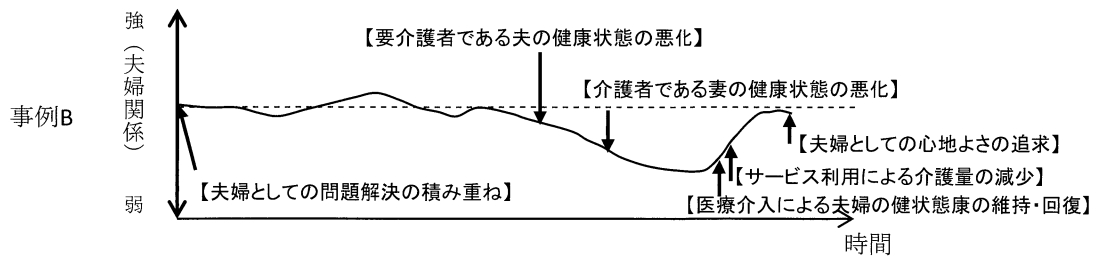 強
(夫婦関係)
弱
事例B
【要介護者である夫の健康状態の悪化】
【介護者である妻の健康状態の悪化】
【夫婦としての心地よさの追求】
【サービス利用による介護量の減少】
【夫婦としての問題解決の積み重ね】
【医療介入による夫婦の健状態康の維持・回復】
時間